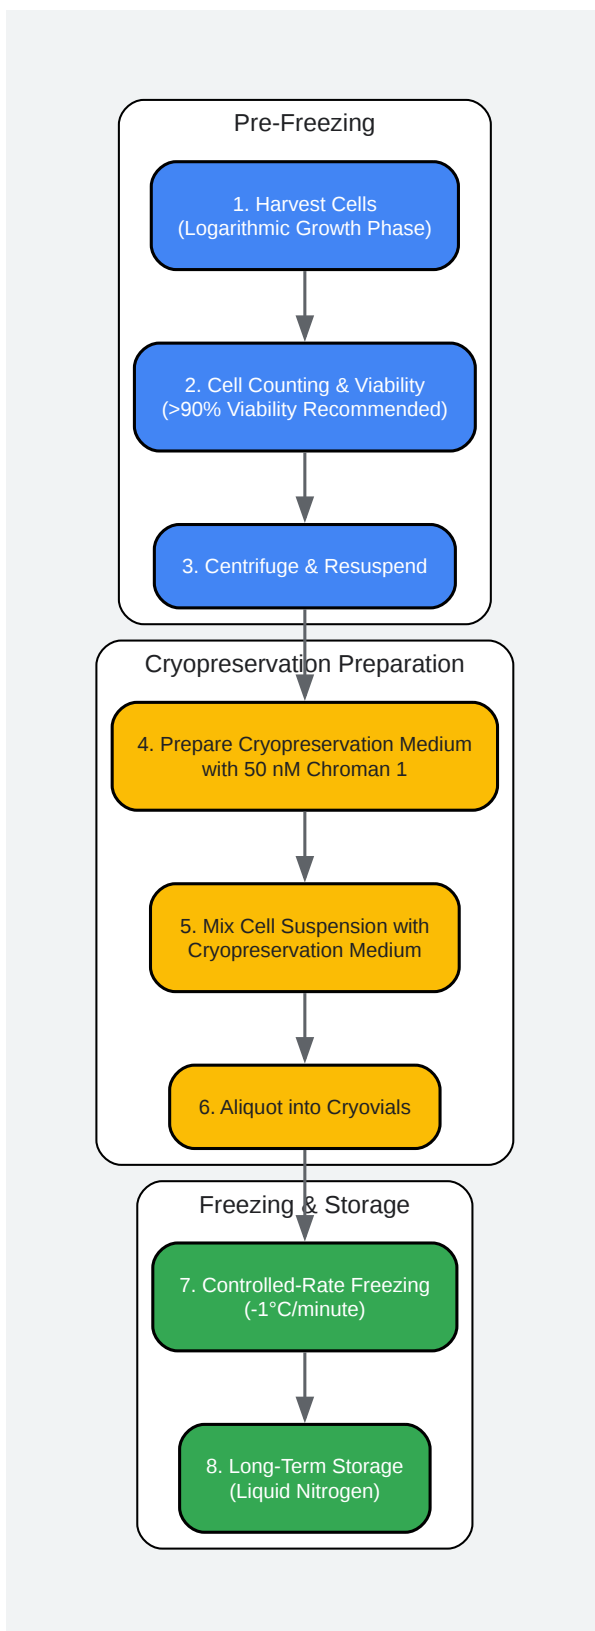 Pre-Freezing
1. Harvest Cells
(Logarithmic Growth Phase)
2. Cell Counting & Viability
(>90% Viability Recommended)
3. Centrifuge & Resuspend
Cryopreservation Preparation
4. Prepare Cryopreservation Medium
with 50 nM Chroman 1
5. Mix Cell Suspension with
Cryopreservation Medium
6. Aliquot into Cryovials
Freezing & Storage
7. Controlled-Rate Freezing
(-1°C/minute)
8. Long-Term Storage
(Liquid Nitrogen)